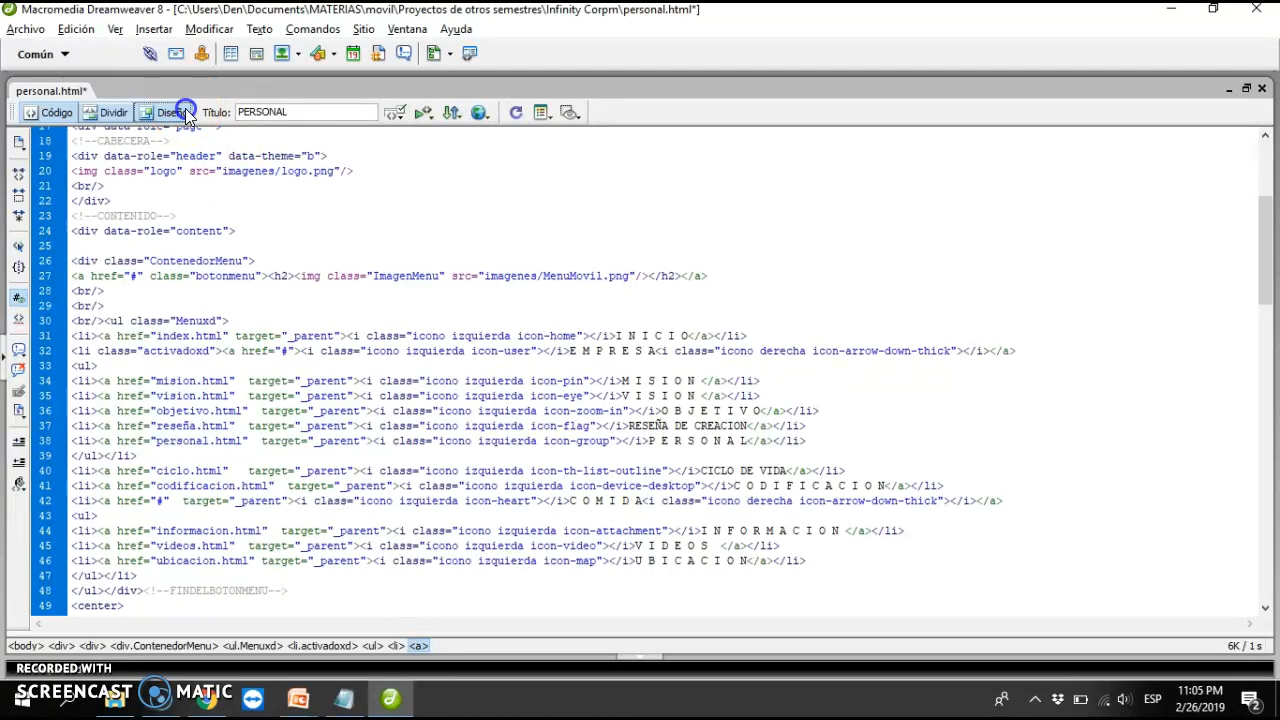 Macromedia Dreamweaver 8 - [C:\Users\Den\Documents\MATERIAS\movil\Proyectos de otros semestres\Infinity Corpm\personal.html*]
Archivo Edición Ver Insertar Modificar Texto Comandos Sitio Ventana Ayuda
Común
personal.html*
Código Dividir Título: PERSONAL
17 <div data-role="page">
18 <!--CABECERA-->
19 <div data-role="header" data-theme="b">
20 <img class="logo" src="imagenes/logo.png"/>
21 <br/>
22 </div>
23 <!--CONTENIDO-->
24 <div data-role="content">
25
26 <div class="ContenedorMenu">
27 <a href="#" class="botonmenu"><h2><img class="ImagenMenu" src="imagenes/MenuMovil.png"/></h2></a>
28 <br/>
29 <br/>
30 <br/><ul class="Menuxd">
31 <li><a href="index.html" target="_parent"><i class="icono izquierda icon-home"></i>I N I C I O</a></li>
32 <li class="activadoxd"><a href="#"><i class="icono izquierda icon-user"></i>E M P R E S A<i class="icono derecha icon-arrow-down-thick"></i></a>
33 <ul>
34 <li><a href="mision.html" target="_parent"><i class="icono izquierda icon-pin"></i>M I S I O N </a></li>
35 <li><a href="vision.html" target="_parent"><i class="icono izquierda icon-eye"></i>V I S I O N </a></li>
36 <li><a href="objetivo.html" target="_parent"><i class="icono izquierda icon-zoom-in"></i>O B J E T I V O</a></li>
37 <li><a href="reseña.html" target="_parent"><i class="icono izquierda icon-flag"></i>RESEÑA DE CREACION</a></li>
38 <li><a href="personal.html" target="_parent"><i class="icono izquierda icon-group"></i>P E R S O N A L</a></li>
39 </ul></li>
40 <li><a href="ciclo.html" target="_parent"><i class="icono izquierda icon-th-list-outline"></i>CICLO DE VIDA</a></li>
41 <li><a href="codificacion.html" target="_parent"><i class="icono izquierda icon-device-desktop"></i>C O D I F I C A C I O N</a></li>
42 <li><a href="#" target="_parent"><i class="icono izquierda icon-heart"></i>C O M I D A<i class="icono derecha icon-arrow-down-thick"></i></a>
43 <ul>
44 <li><a href="informacion.html" target="_parent"><i class="icono izquierda icon-attachment"></i>I N F O R M A C I O N </a></li>
45 <li><a href="videos.html" target="_parent"><i class="icono izquierda icon-video"></i>V I D E O S </a></li>
46 <li><a href="ubicacion.html" target="_parent"><i class="icono izquierda icon-map"></i>U B I C A C I O N</a></li>
47 </ul></li>
48 </ul></div><!--FINDELBOTONMENU-->
49 <center>
<body> <div> <div> <div.ContenedorMenu> <ul.Menuxd> <li.activadoxd> <ul> <li> <a> 6K / 1 s
RECORDED WITH
SCREENCAST MATIC
ESP 11:05 PM
2/26/2019
2